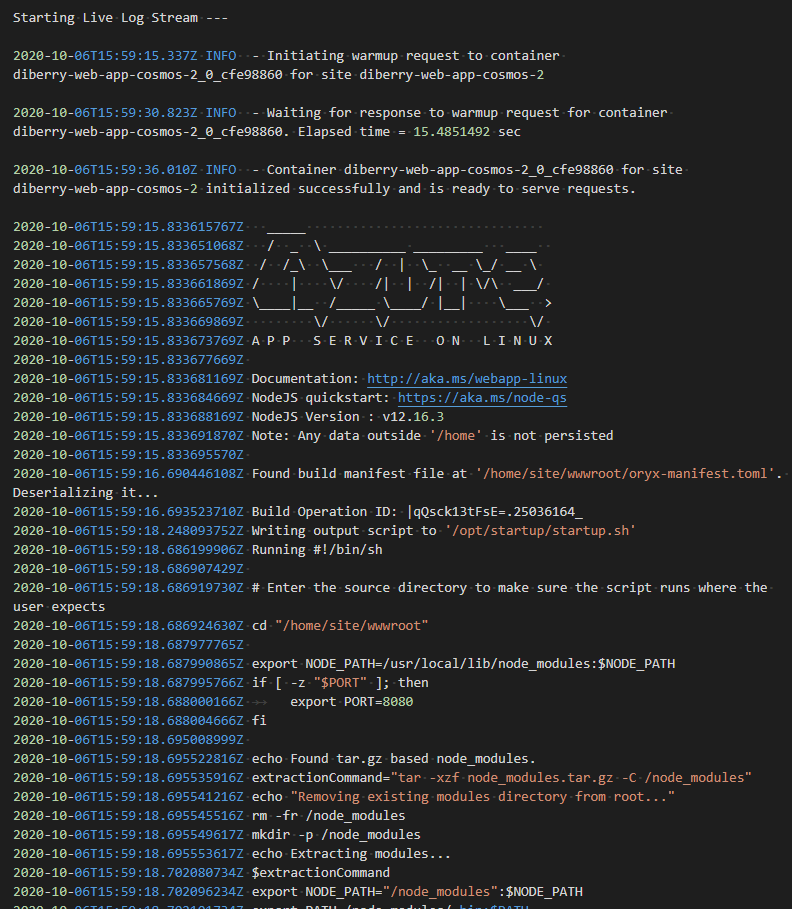 Starting Live Log Stream ---
2020-10-06T15:59:15.337Z INFO  - Initiating warmup request to container
diberry-web-app-cosmos-2_0_cfe98860 for site diberry-web-app-cosmos-2
2020-10-06T15:59:30.823Z INFO  - Waiting for response to warmup request for container
diberry-web-app-cosmos-2_0_cfe98860. Elapsed time = 15.4851492 sec
2020-10-06T15:59:36.010Z INFO  - Container diberry-web-app-cosmos-2_0_cfe98860 for site
diberry-web-app-cosmos-2 initialized successfully and is ready to serve requests.
2020-10-06T15:59:15.833615767Z   _____
2020-10-06T15:59:15.833651068Z   /  _  \ __________ _________   ____
2020-10-06T15:59:15.833657568Z  /  /_\  \___   /  |  \_  __ \_/ __ \
2020-10-06T15:59:15.833661869Z /    |    \/    /|  |  /|  | \/\  ___/
2020-10-06T15:59:15.833665769Z \____|__  /_____ \____/ |__|    \___  >
2020-10-06T15:59:15.833669869Z         \/      \/                  \/
2020-10-06T15:59:15.833673769Z A P P   S E R V I C E   O N   L I N U X
2020-10-06T15:59:15.833677669Z
2020-10-06T15:59:15.833681169Z Documentation: http://aka.ms/webapp-linux
2020-10-06T15:59:15.833684669Z NodeJS quickstart: https://aka.ms/node-qs
2020-10-06T15:59:15.833688169Z NodeJS Version : v12.16.3
2020-10-06T15:59:15.833691870Z Note: Any data outside '/home' is not persisted
2020-10-06T15:59:15.833695570Z
2020-10-06T15:59:16.690446108Z Found build manifest file at '/home/site/wwwroot/oryx-manifest.toml'.
Deserializing it...
2020-10-06T15:59:16.693523710Z Build Operation ID: |qQsck13tFsE=.25036164_
2020-10-06T15:59:18.248093752Z Writing output script to '/opt/startup/startup.sh'
2020-10-06T15:59:18.686199906Z Running #!/bin/sh
2020-10-06T15:59:18.686907429Z
2020-10-06T15:59:18.686919730Z # Enter the source directory to make sure the script runs where the
user expects
2020-10-06T15:59:18.686924630Z cd "/home/site/wwwroot"
2020-10-06T15:59:18.687977765Z
2020-10-06T15:59:18.687990865Z export NODE_PATH=/usr/local/lib/node_modules:$NODE_PATH
2020-10-06T15:59:18.687995766Z if [ -z "$PORT" ]; then
2020-10-06T15:59:18.688000166Z     export PORT=8080
2020-10-06T15:59:18.688004666Z fi
2020-10-06T15:59:18.695008999Z
2020-10-06T15:59:18.695522816Z echo Found tar.gz based node_modules.
2020-10-06T15:59:18.695535916Z extractionCommand="tar -xzf node_modules.tar.gz -C /node_modules"
2020-10-06T15:59:18.695541216Z echo "Removing existing modules directory from root..."
2020-10-06T15:59:18.695545516Z rm -fr /node_modules
2020-10-06T15:59:18.695549617Z mkdir -p /node_modules
2020-10-06T15:59:18.695553617Z echo Extracting modules...
2020-10-06T15:59:18.702080734Z $extractionCommand
2020-10-06T15:59:18.702096234Z export NODE_PATH="/node_modules":$NODE_PATH